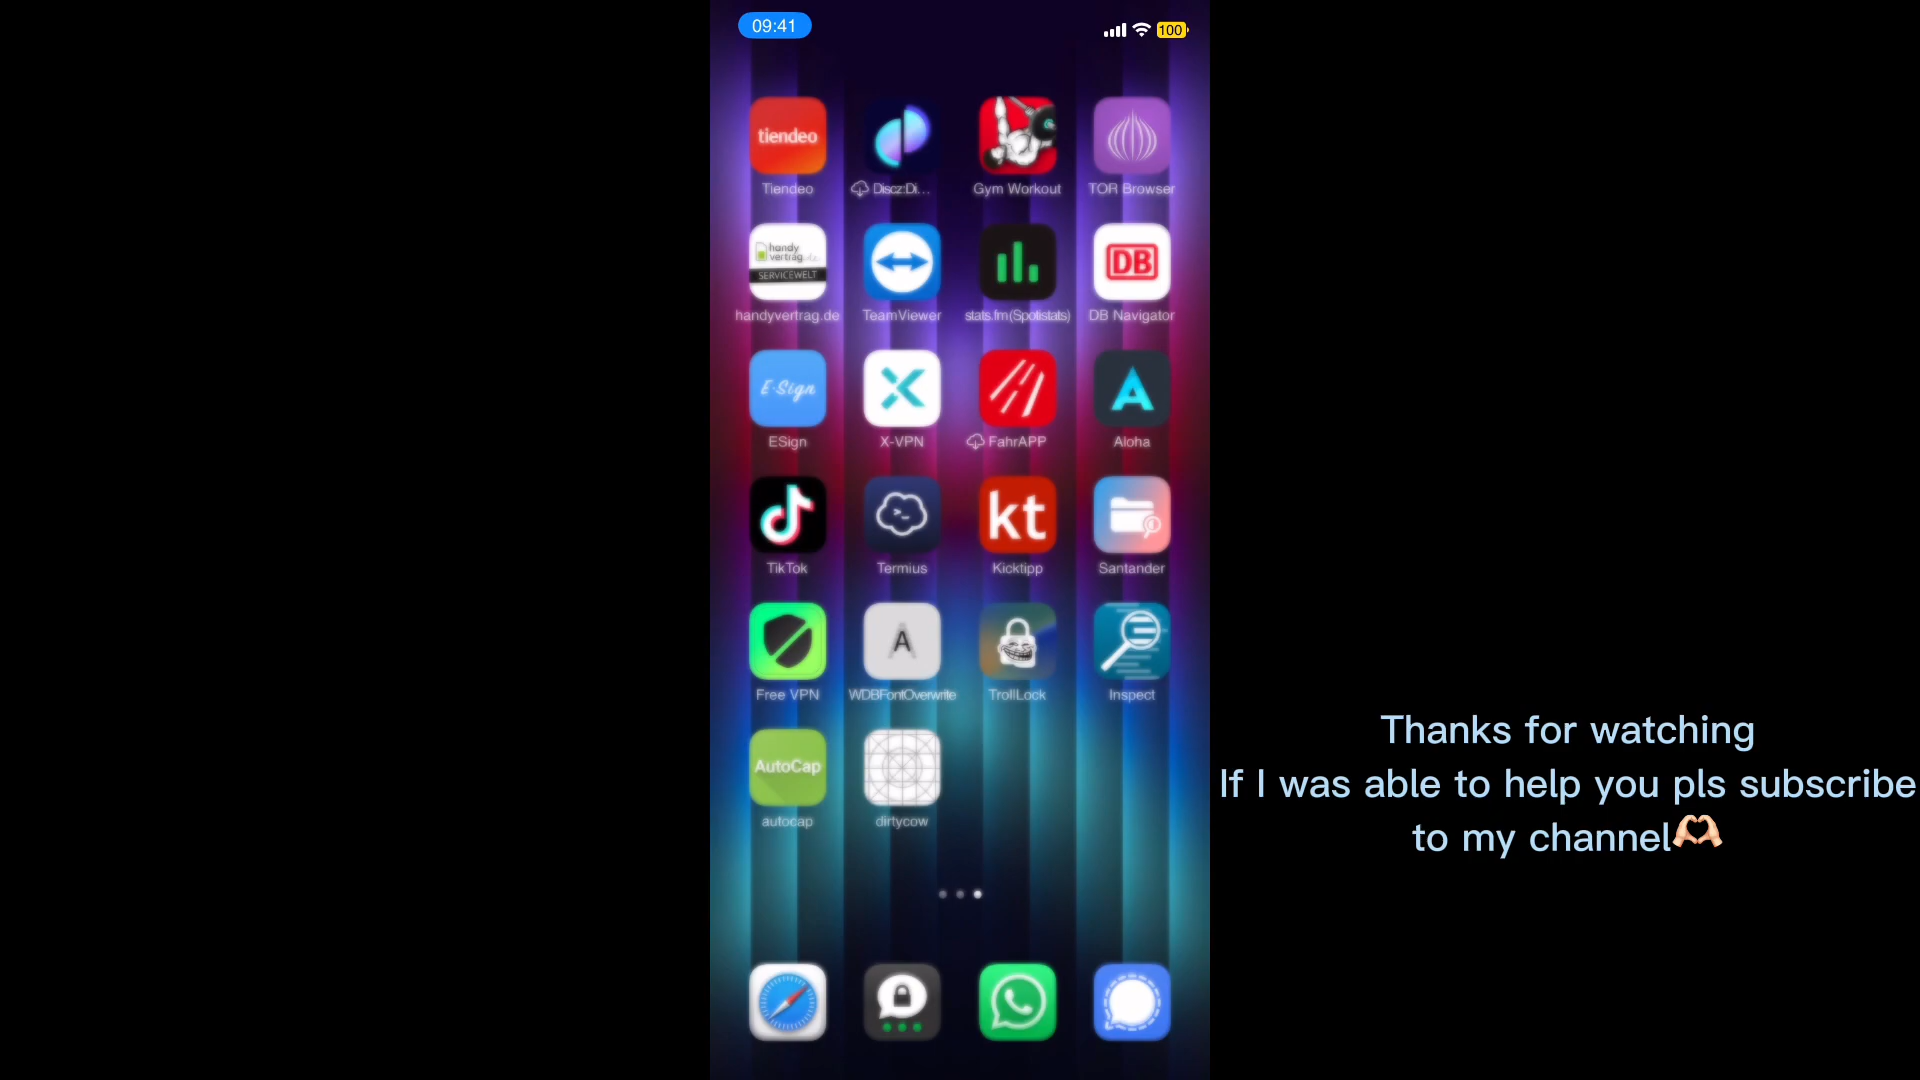 09:41
100
tiendeo
Tiendeo
Discz:Di...
Gym Workout
TOR Browser
handy
vertrag.de
SERVICEWELT
DB
handyvertrag.de
TeamViewer
stats.fm (Spotistats)
DB Navigator
E-Sign
A
ESign
X-VPN
FahrAPP
Aloha
>_
kt
TikTok
Termius
Kicktipp
Santander
A
Free VPN
WDBFontOverwrite
TrollLock
Inspect
AutoCap
autocap
dirtycow
Thanks for watching
If I was able to help you pls subscribe
to my channel🫶🏻